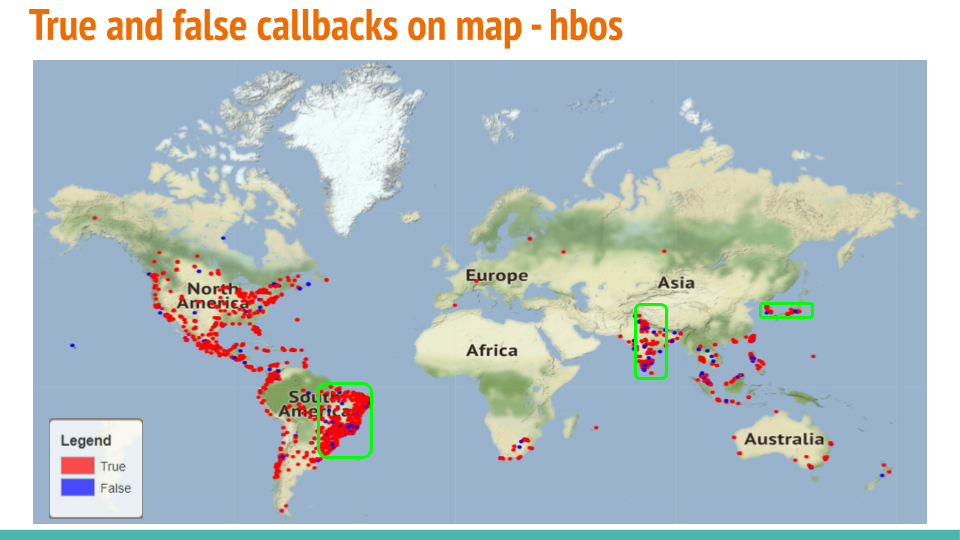 True and false callbacks on map - hbos
North
America
Europe
Asia
Africa
South
America
Australia
Legend
True
False